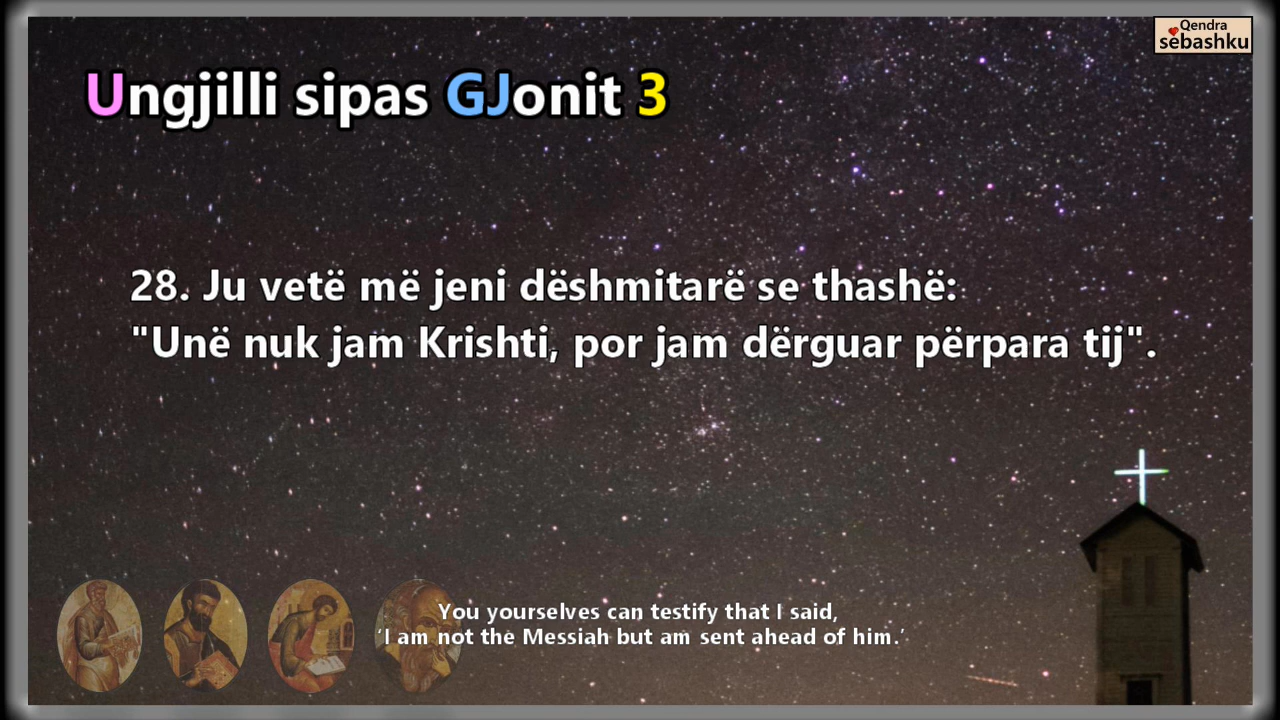 Qendra
sëbashku
Ungjilli sipas GJonit 3
28. Ju vetë më jeni dëshmitarë se thashë:
"Unë nuk jam Krishti, por jam dërguar përpara tij".
You yourselves can testify that I said,
‘I am not the Messiah but am sent ahead of him.’